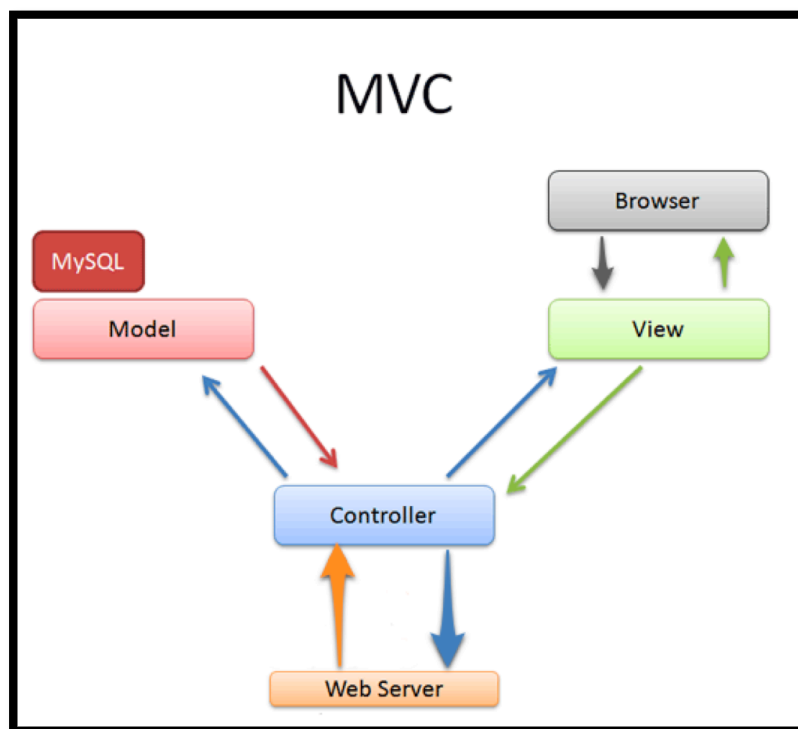 MVC
Browser
MySQL
Model
View
Controller
Web Server